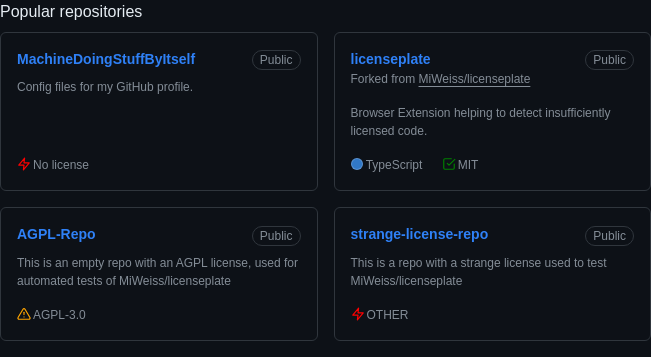 Popular repositories
MachineDoingStuffByItself
Public
Config files for my GitHub profile.
No license
licenseplate
Public
Forked from MiWeiss/licenseplate
Browser Extension helping to detect insufficiently
licensed code.
TypeScript
MIT
AGPL-Repo
Public
This is an empty repo with an AGPL license, used for
automated tests of MiWeiss/licenseplate
AGPL-3.0
strange-license-repo
Public
This is a repo with a strange license used to test
MiWeiss/licenseplate
OTHER